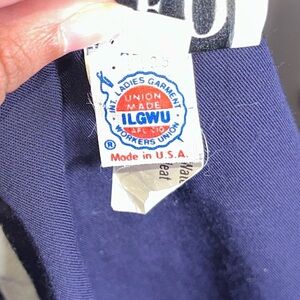 INT. LADIES GARMENT
UNION
MADE
ILGWU
AFL CIO
WORKERS UNION
®
Made in U.S.A.